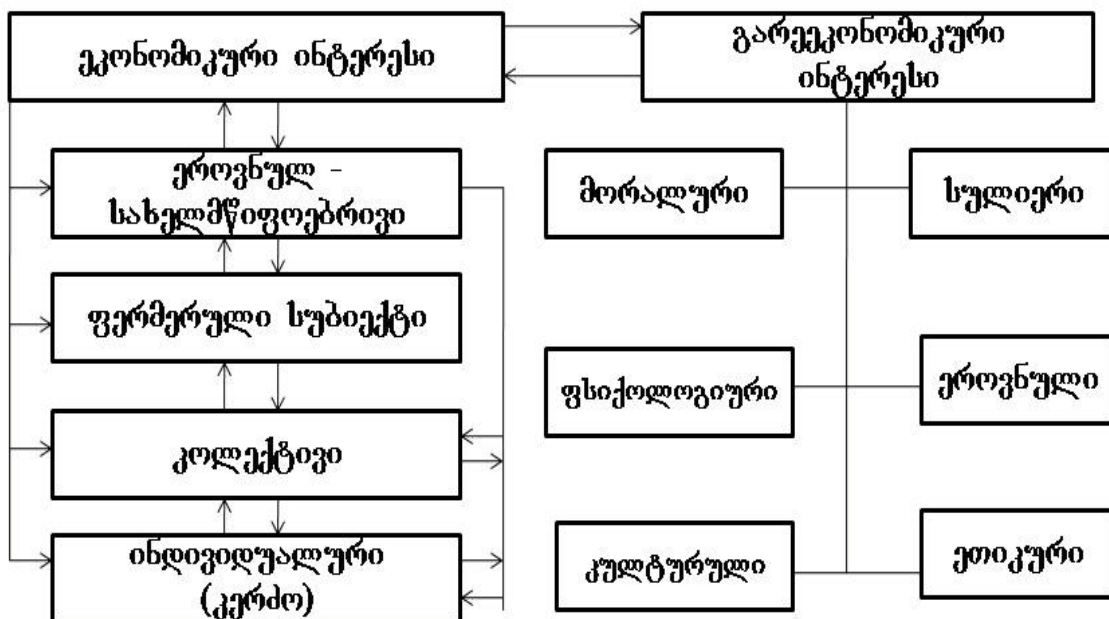 ეკონომიკური ინტერესი
გარეეკონომიკური
ინტერესი
ეროვნულ -
სახელმწიფოებრივი
მორალური
სულიერი
ფერმერული სუბიექტი
ფსიქოლოგიური
ეროვნული
კოლექტივი
ინდივიდუალური
(კერძო)
კულტურული
ეთიკური